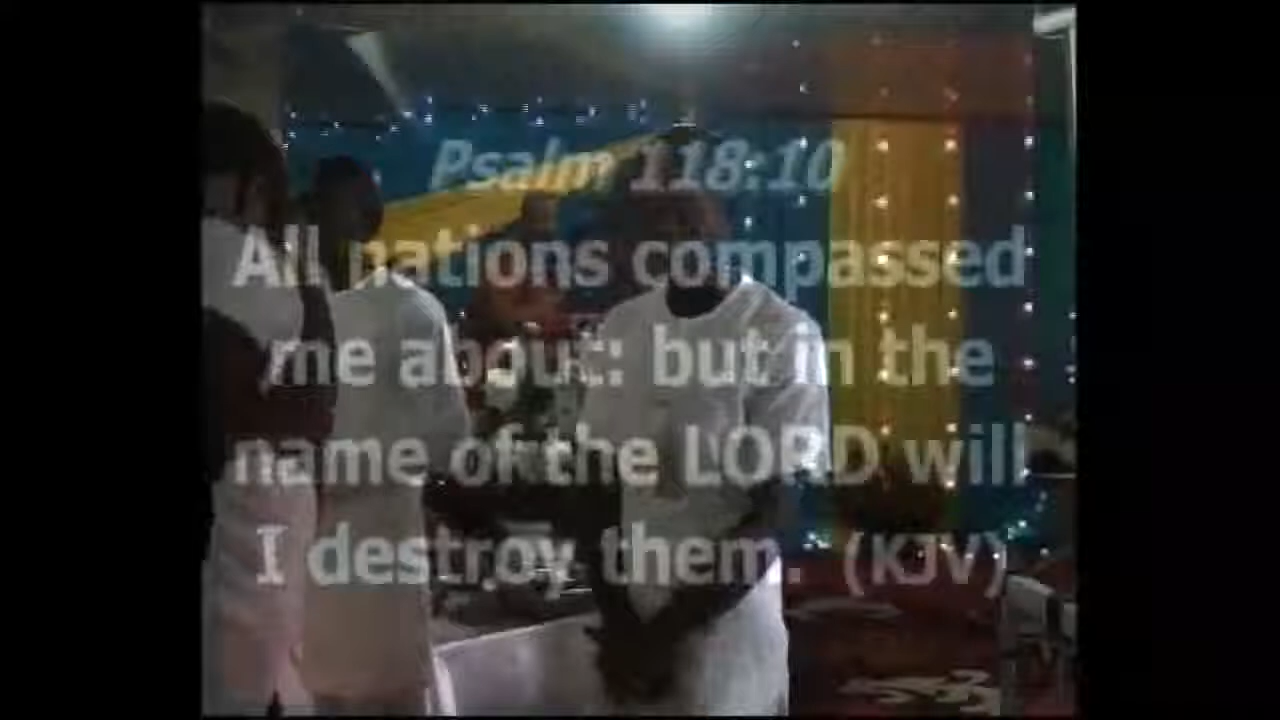 Psalm 118:10
All nations compassed
me about: but in the
name of the LORD will
I destroy them. (KJV)